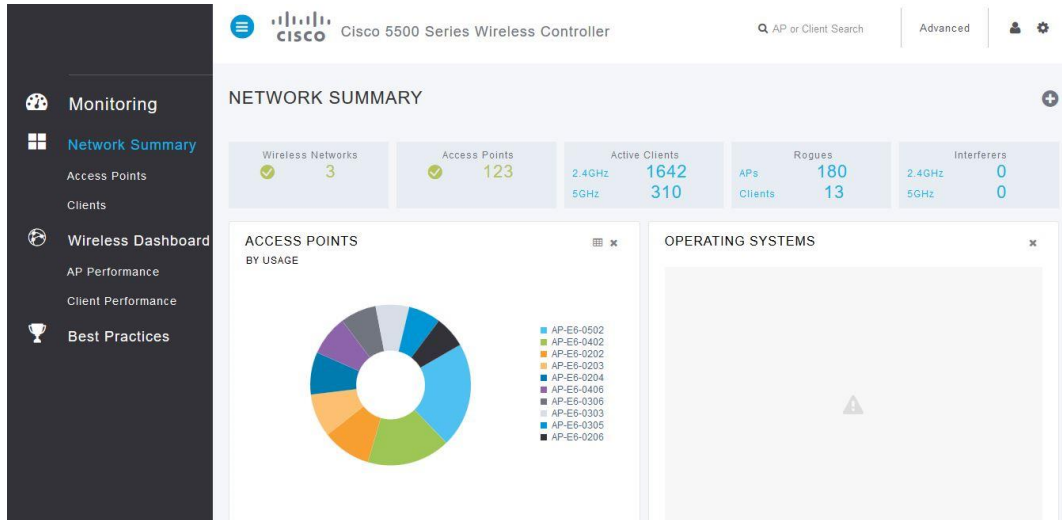 CISCO Cisco 5500 Series Wireless Controller
AP or Client Search
Advanced
Monitoring
Network Summary
Access Points
Clients
Wireless Dashboard
AP Performance
Client Performance
Best Practices
NETWORK SUMMARY
Wireless Networks
3
Access Points
123
Active Clients
2.4GHz 1642
5GHz 310
Rogues
APs 180
Clients 13
Interferers
2.4GHz 0
5GHz 0
ACCESS POINTS
BY USAGE
AP-E6-0502
AP-E6-0402
AP-E6-0202
AP-E6-0203
AP-E6-0204
AP-E6-0406
AP-E6-0306
AP-E6-0303
AP-E6-0305
AP-E6-0206
OPERATING SYSTEMS